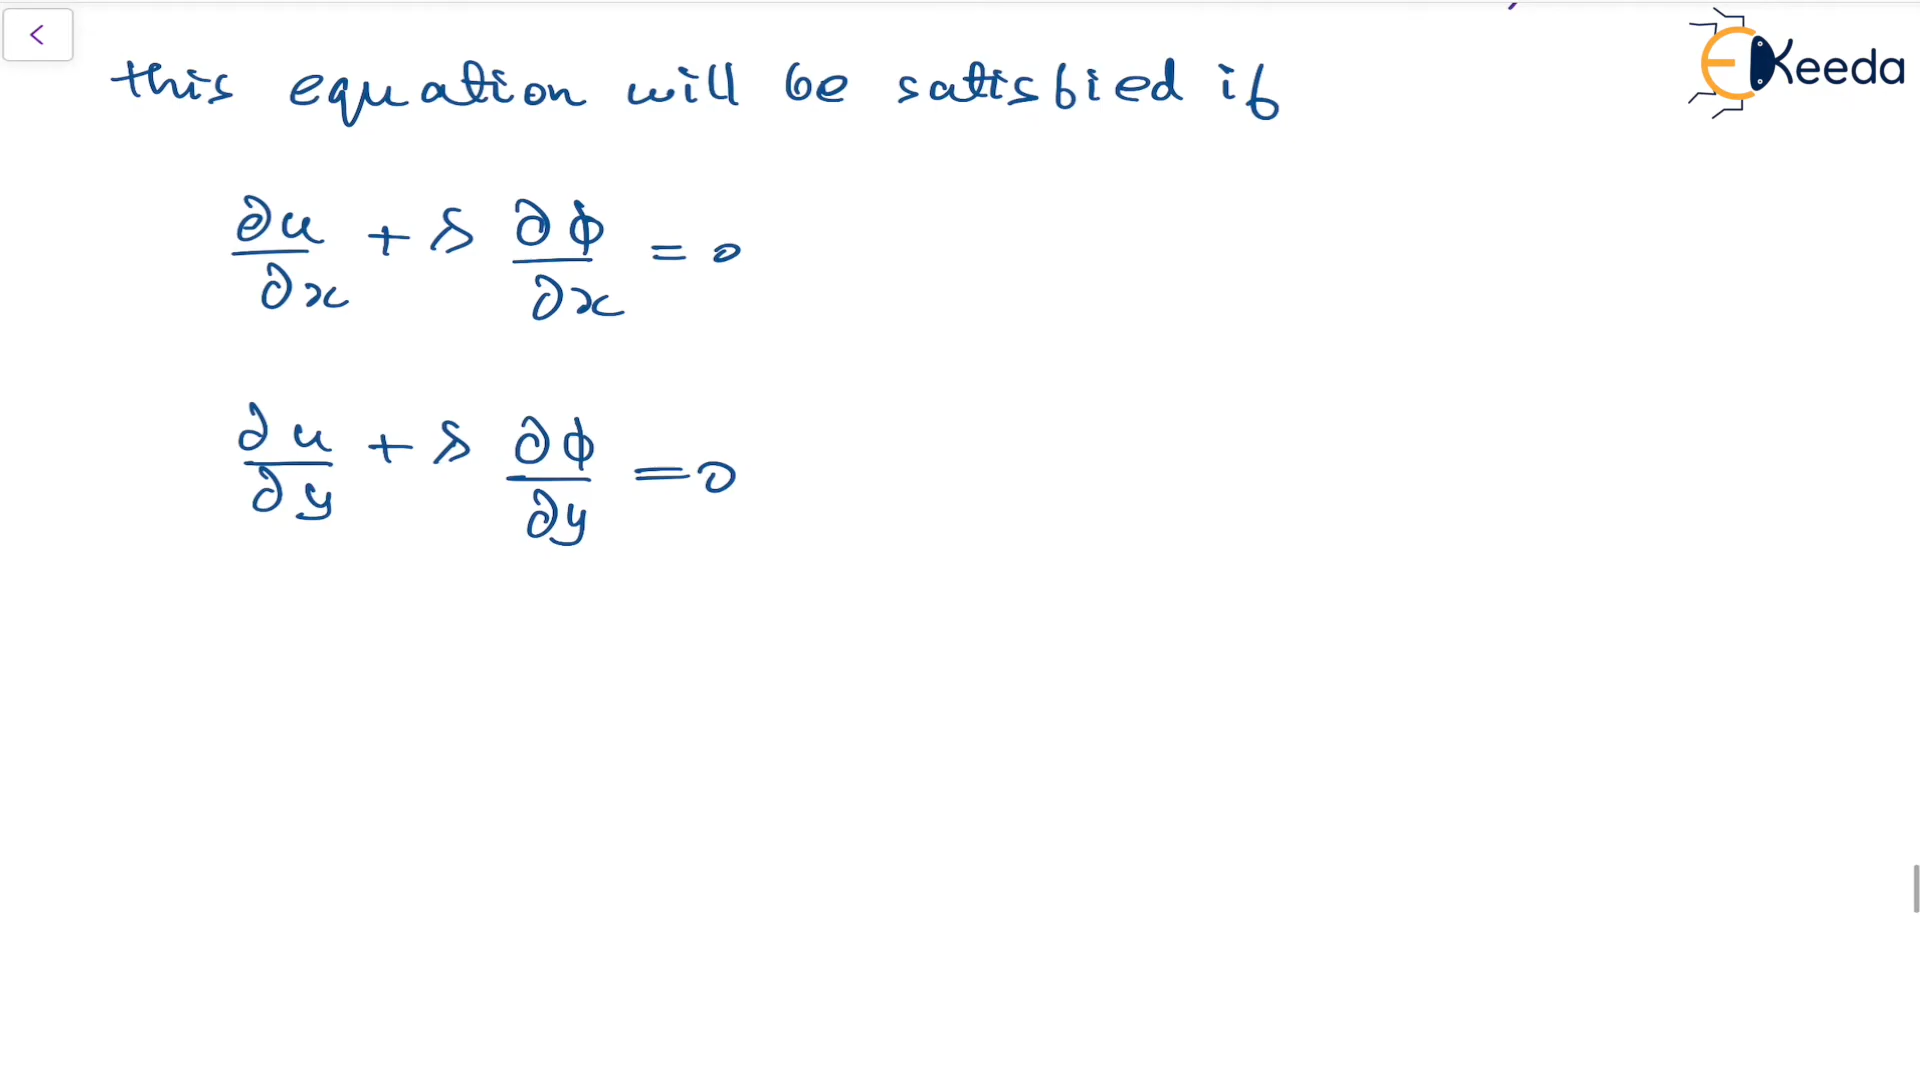 this equation will be satisfied if
∂u/∂x + λ ∂φ/∂x = 0
∂u/∂y + λ ∂φ/∂y = 0
EKeeda